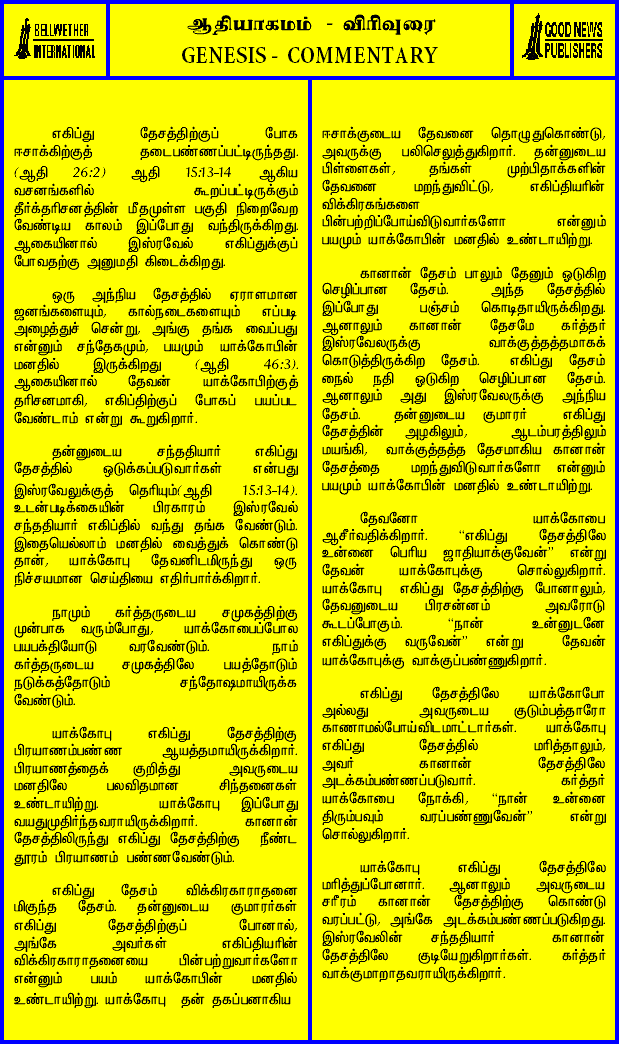 BELLWETHER
INTERNATIONAL
ஆதியாகமம் - விரிவுரை
GENESIS - COMMENTARY
GOOD NEWS
PUBLISHERS
எகிப்து தேசத்திற்குப் போக
ஈசாக்கிற்குத் தடைபண்ணப்பட்டிருந்தது.
(ஆதி 26:2) ஆதி 15:13-14 ஆகிய
வசனங்களில் கூறப்பட்டிருக்கும்
தீர்க்தரிசனத்தின் மீதமுள்ள பகுதி நிறைவேற
வேண்டிய காலம் இப்போது வந்திருக்கிறது.
ஆகையினால் இஸ்ரவேல் எகிப்துக்குப்
போவதற்கு அனுமதி கிடைக்கிறது.
ஒரு அந்நிய தேசத்தில் ஏராளமான
ஜனங்களையும், கால்நடைகளையும் எப்படி
அழைத்துச் சென்று, அங்கு தங்க வைப்பது
என்னும் சந்தேகமும், பயமும் யாக்கோபின்
மனதில் இருக்கிறது (ஆதி 46:3).
ஆகையினால் தேவன் யாக்கோபிற்குத்
தரிசனமாகி, எகிப்திற்குப் போகப் பயப்பட
வேண்டாம் என்று கூறுகிறார்.
தன்னுடைய சந்ததியார் எகிப்து
தேசத்தில் ஒடுக்கப்படுவார்கள் என்பது
இஸ்ரவேலுக்குத் தெரியும்(ஆதி 15:13-14).
உடன்படிக்கையின் பிரகாரம் இஸ்ரவேல்
சந்ததியார் எகிப்தில் வந்து தங்க வேண்டும்.
இதையெல்லாம் மனதில் வைத்துக் கொண்டு
தான், யாக்கோபு தேவனிடமிருந்து ஒரு
நிச்சயமான செய்தியை எதிர்பார்க்கிறார்.
நாமும் கர்த்தருடைய சமுகத்திற்கு
முன்பாக வரும்போது, யாக்கோபைப்போல
பயபக்தியோடு வரவேண்டும். நாம்
கர்த்தருடைய சமுகத்திலே பயத்தோடும்
நடுக்கத்தோடும் சந்தோஷமாயிருக்க
வேண்டும்.
யாக்கோபு எகிப்து தேசத்திற்கு
பிரயாணம்பண்ண ஆயத்தமாயிருக்கிறார்.
பிரயாணத்தைக் குறித்து அவருடைய
மனதிலே பலவிதமான சிந்தனைகள்
உண்டாயிற்று. யாக்கோபு இப்போது
வயதுமுதிர்ந்தவராயிருக்கிறார். கானான்
தேசத்திலிருந்து எகிப்து தேசத்திற்கு நீண்ட
தூரம் பிரயாணம் பண்ணவேண்டும்.
எகிப்து தேசம் விக்கிரகாராதனை
மிகுந்த தேசம். தன்னுடைய குமாரர்கள்
எகிப்து தேசத்திற்குப் போனால்,
அங்கே அவர்கள் எகிப்தியரின்
விக்கிரகாராதனையை பின்பற்றுவார்களோ
என்னும் பயம் யாக்கோபின் மனதில்
உண்டாயிற்று. யாக்கோபு தன் தகப்பனாகிய
ஈசாக்குடைய தேவனை தொழுதுகொண்டு,
அவருக்கு பலிசெலுத்துகிறார். தன்னுடைய
பிள்ளைகள், தங்கள் முற்பிதாக்களின்
தேவனை மறந்துவிட்டு, எகிப்தியரின்
விக்கிரகங்களை
பின்பற்றிப்போய்விடுவார்களோ என்னும்
பயமும் யாக்கோபின் மனதில் உண்டாயிற்று.
கானான் தேசம் பாலும் தேனும் ஒடுகிற
செழிப்பான தேசம். அந்த தேசத்தில்
இப்போது பஞ்சம் கொடிதாயிருக்கிறது.
ஆனாலும் கானான் தேசமே கர்த்தர்
இஸ்ரவேலருக்கு வாக்குத்தத்தமாகக்
கொடுத்திருக்கிற தேசம். எகிப்து தேசம்
நைல் நதி ஓடுகிற செழிப்பான தேசம்.
ஆனாலும் அது இஸ்ரவேலருக்கு அந்நிய
தேசம். தன்னுடைய குமாரர் எகிப்து
தேசத்தின் அழகிலும், ஆடம்பரத்திலும்
மயங்கி, வாக்குத்தத்த தேசமாகிய கானான்
தேசத்தை மறந்துவிடுவார்களோ என்னும்
பயமும் யாக்கோபின் மனதில் உண்டாயிற்று.
தேவனோ யாக்கோபை
ஆசீர்வதிக்கிறார். “எகிப்து தேசத்திலே
உன்னை பெரிய ஜாதியாக்குவேன்” என்று
தேவன் யாக்கோபுக்கு சொல்லுகிறார்.
யாக்கோபு எகிப்து தேசத்திற்கு போனாலும்,
தேவனுடைய பிரசன்னம் அவரோடு
கூடப்போகும். “நான் உன்னுடனே
எகிப்துக்கு வருவேன்” என்று தேவன்
யாக்கோபுக்கு வாக்குப்பண்ணுகிறார்.
எகிப்து தேசத்திலே யாக்கோபோ
அல்லது அவருடைய குடும்பத்தாரோ
காணாமல்போய்விடமாட்டார்கள். யாக்கோபு
எகிப்து தேசத்தில் மரித்தாலும்,
அவர் கானான் தேசத்திலே
அடக்கம்பண்ணப்படுவார். கர்த்தர்
யாக்கோபை நோக்கி, “நான் உன்னை
திரும்பவும் வரப்பண்ணுவேன்” என்று
சொல்லுகிறார்.
யாக்கோபு எகிப்து தேசத்திலே
மரித்துப்போனார். ஆனாலும் அவருடைய
சரீரம் கானான் தேசத்திற்கு கொண்டு
வரப்பட்டு, அங்கே அடக்கம்பண்ணப்படுகிறது.
இஸ்ரவேலின் சந்ததியார் கானான்
தேசத்திலே குடியேறுகிறார்கள். கர்த்தர்
வாக்குமாறாதவராயிருக்கிறார்.